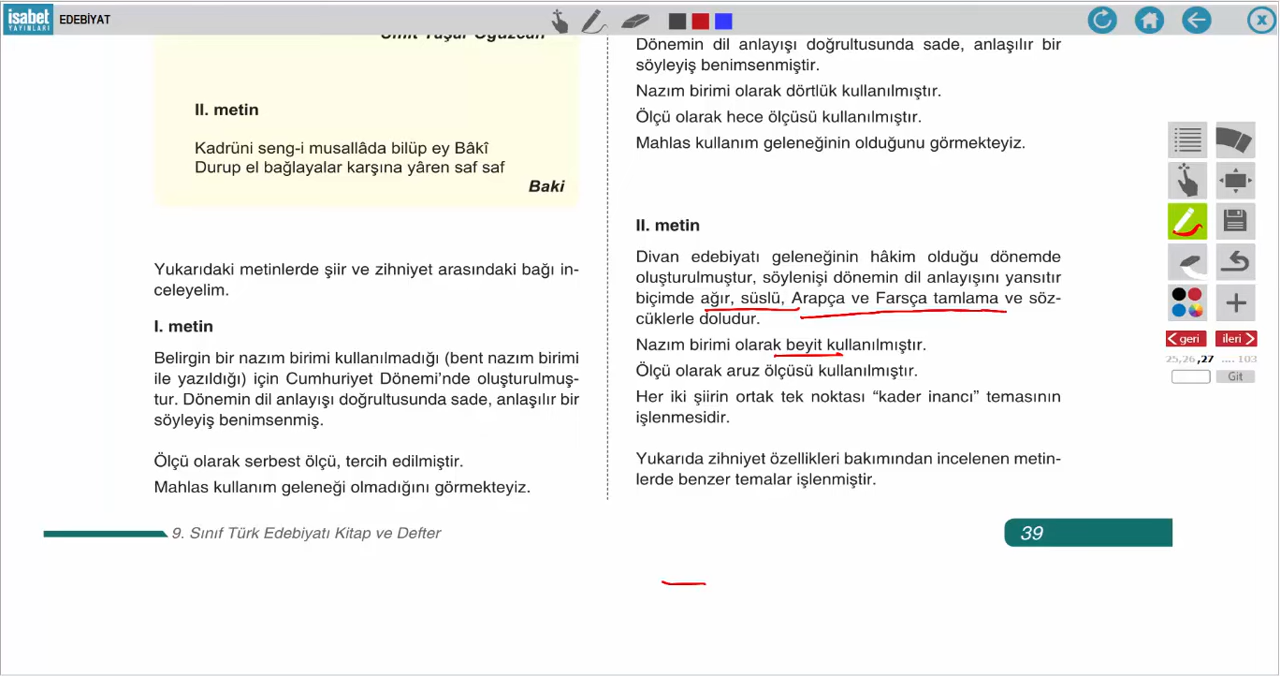 isabet
YAYINLARI
EDEBİYAT
Ümit Yaşar Oğuzcan
II. metin
Kadrüni seng-i musallâda bilüp ey Bâkî
Durup el bağlayalar karşına yâren saf saf
Baki
Yukarıdaki metinlerde şiir ve zihniyet arasındaki bağı in-
celeyelim.
I. metin
Belirgin bir nazım birimi kullanılmadığı (bent nazım birimi
ile yazıldığı) için Cumhuriyet Dönemi’nde oluşturulmuş-
tur. Dönemin dil anlayışı doğrultusunda sade, anlaşılır bir
söyleyiş benimsenmiş.
Ölçü olarak serbest ölçü, tercih edilmiştir.
Mahlas kullanım geleneği olmadığını görmekteyiz.
Dönemin dil anlayışı doğrultusunda sade, anlaşılır bir
söyleyiş benimsenmiştir.
Nazım birimi olarak dörtlük kullanılmıştır.
Ölçü olarak hece ölçüsü kullanılmıştır.
Mahlas kullanım geleneğinin olduğunu görmekteyiz.
II. metin
Divan edebiyatı geleneğinin hâkim olduğu dönemde
oluşturulmuştur, söylenişi dönemin dil anlayışını yansıtır
biçimde ağır, süslü, Arapça ve Farsça tamlama ve söz-
cüklerle doludur.
Nazım birimi olarak beyit kullanılmıştır.
Ölçü olarak aruz ölçüsü kullanılmıştır.
Her iki şiirin ortak tek noktası “kader inancı” temasının
işlenmesidir.
Yukarıda zihniyet özellikleri bakımından incelenen metin-
lerde benzer temalar işlenmiştir.
9. Sınıf Türk Edebiyatı Kitap ve Defter
39
geri
ileri
25,26,27 .... 103
Git